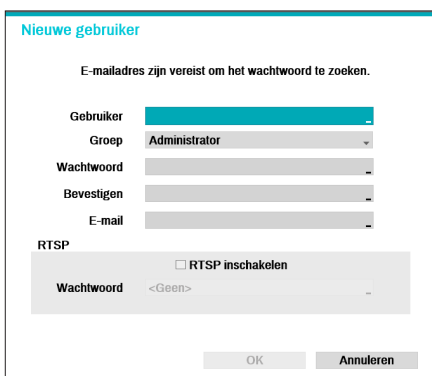 Nieuwe gebruiker
E-mailadres zijn vereist om het wachtwoord te zoeken.
Gebruiker
Groep Administrator
Wachtwoord
Bevestigen
E-mail
RTSP
RTSP inschakelen
Wachtwoord <Geen>
OK Annuleren